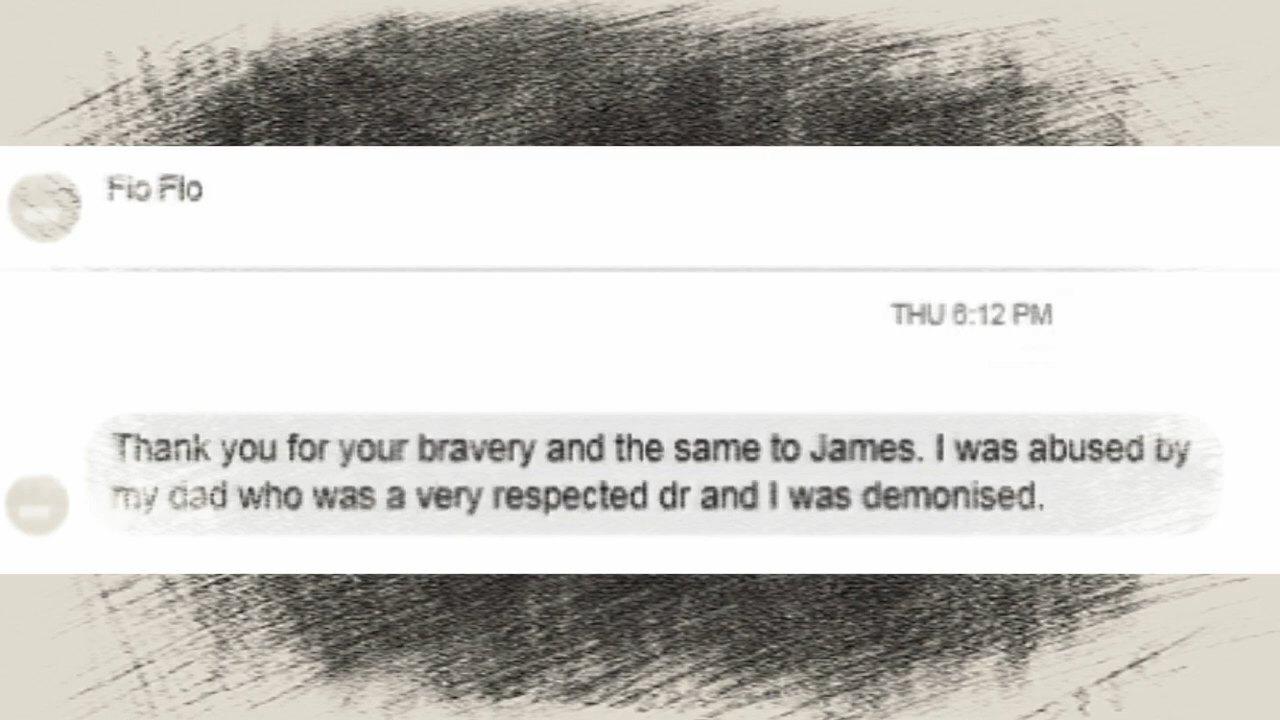 Flo Flo
THU 6:12 PM
Thank you for your bravery and the same to James. I was abused by
my dad who was a very respected dr and I was demonised.